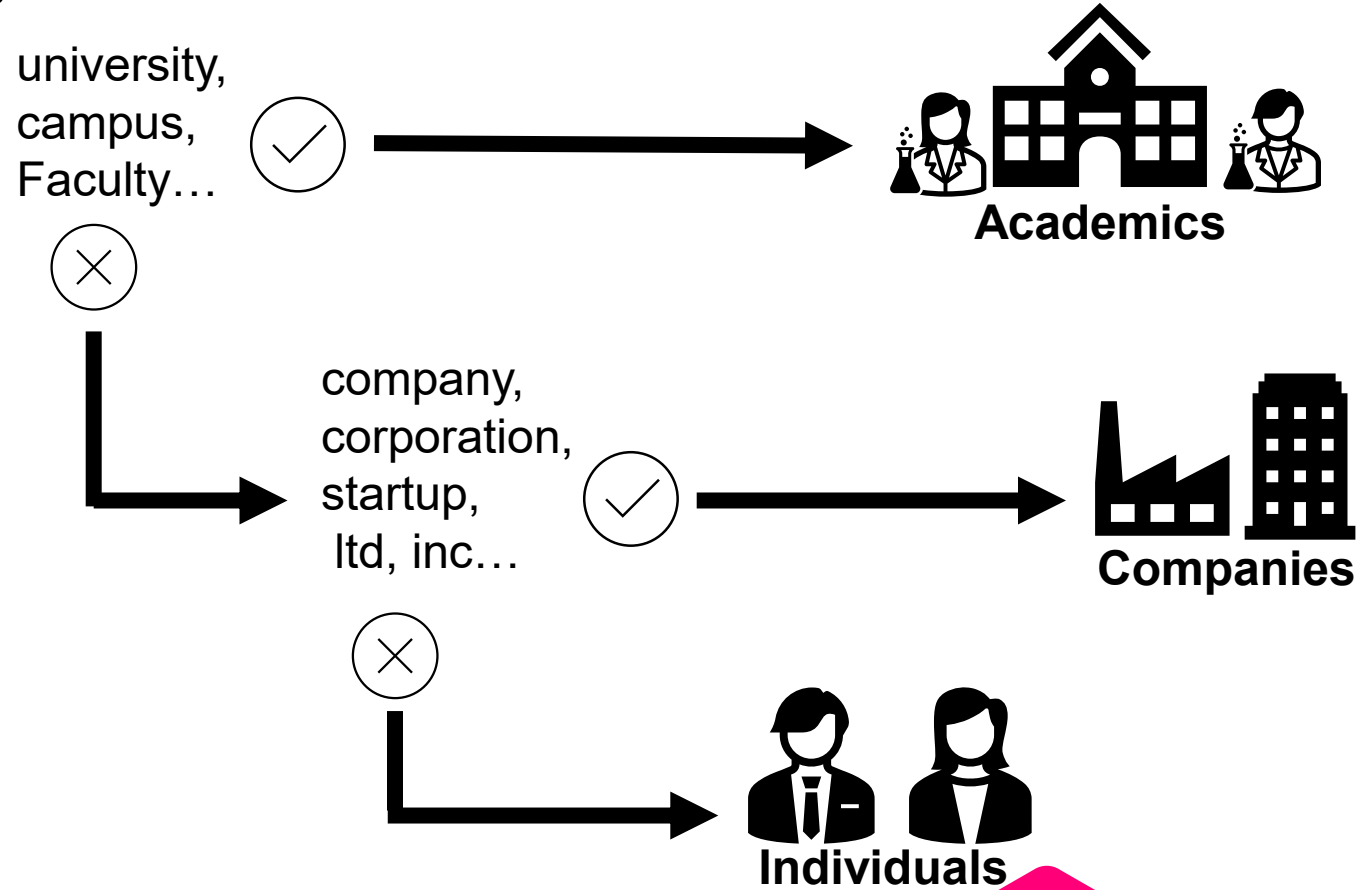 university,
campus,
Faculty…
Academics
company,
corporation,
startup,
ltd, inc…
Companies
Individuals